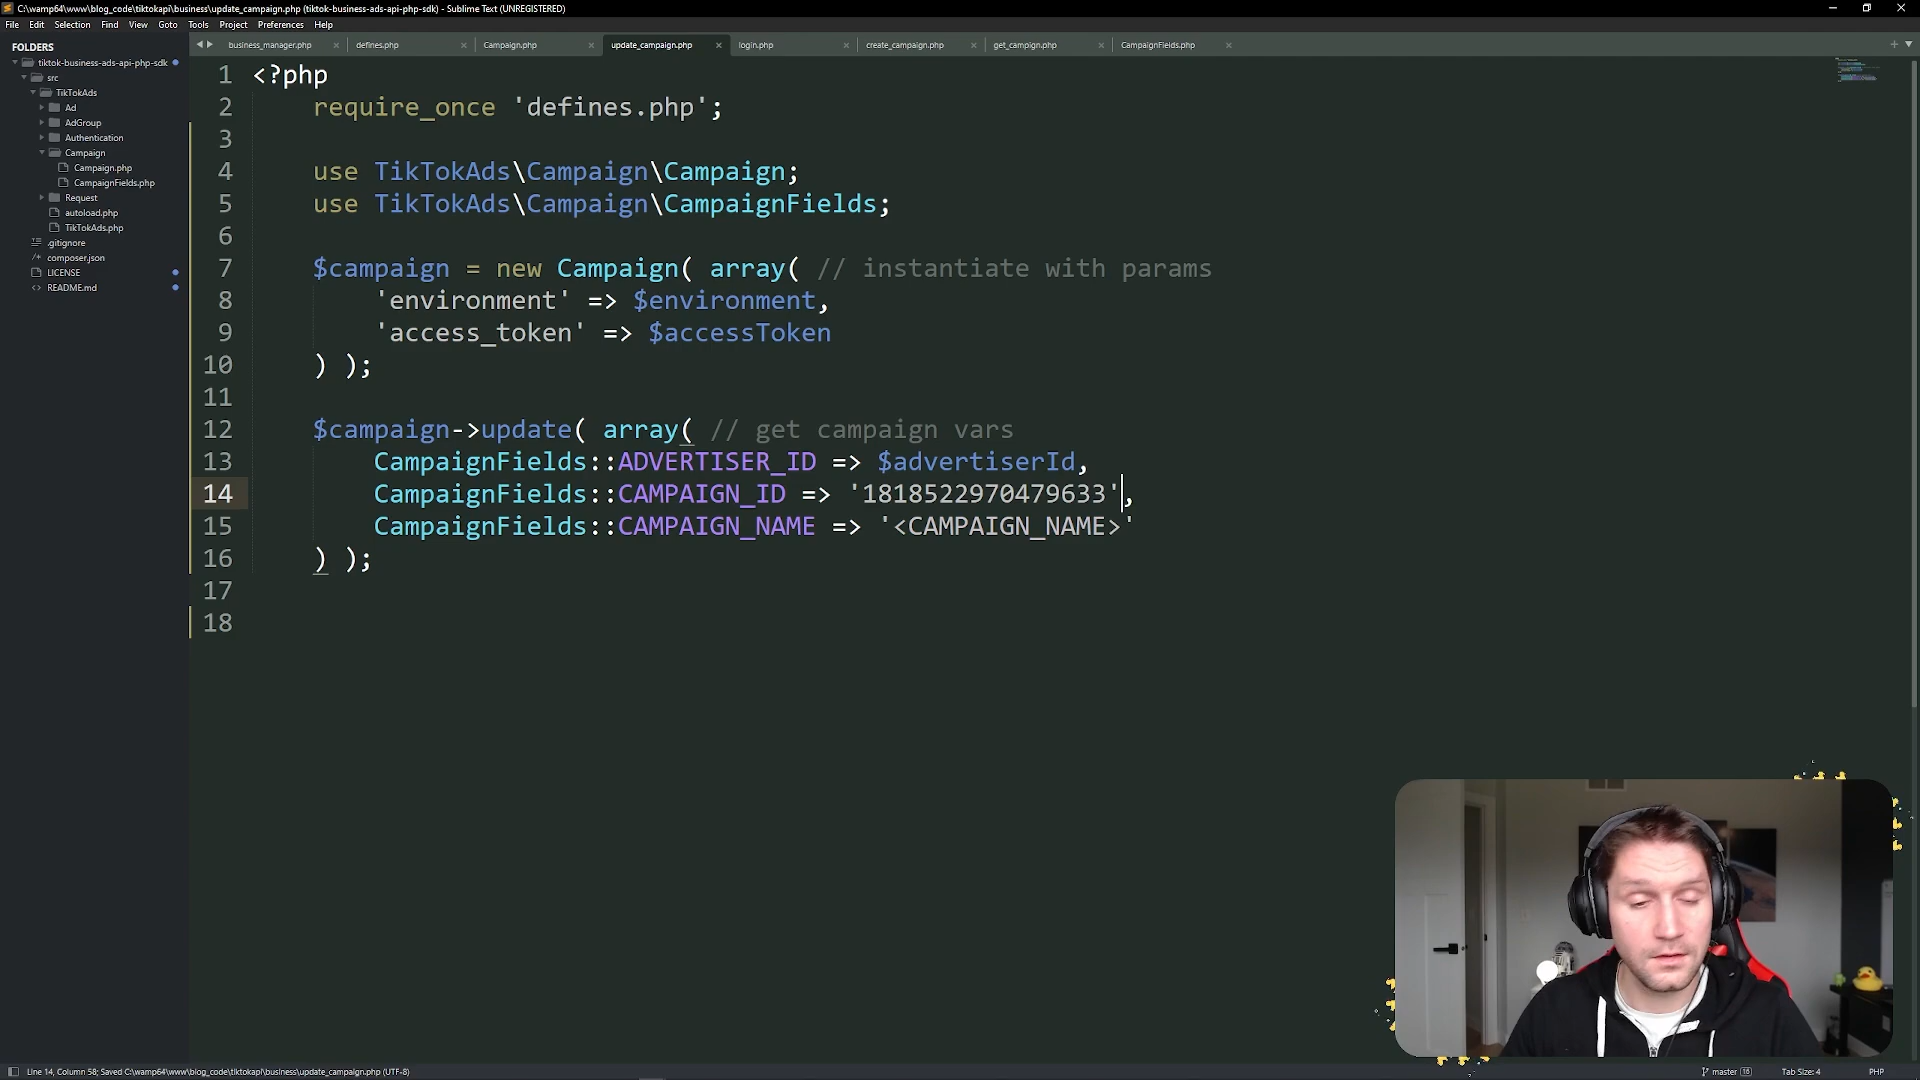 C:\wamp64\www\blog_code\tiktokapi\business\update_campaign.php (tiktok-business-ads-api-php-sdk) - Sublime Text (UNREGISTERED)
File Edit Selection Find View Goto Tools Project Preferences Help
FOLDERS
tiktok-business-ads-api-php-sdk
src
TikTokAds
Ad
AdGroup
Authentication
Campaign
Campaign.php
CampaignFields.php
Request
autoload.php
TikTokAds.php
.gitignore
composer.json
LICENSE
README.md
business_manager.php defines.php Campaign.php update_campaign.php login.php create_campaign.php get_campign.php CampaignFields.php
1 <?php
2 require_once 'defines.php';
3
4 use TikTokAds\Campaign\Campaign;
5 use TikTokAds\Campaign\CampaignFields;
6
7 $campaign = new Campaign( array( // instantiate with params
8 'environment' => $environment,
9 'access_token' => $accessToken
10 ) );
11
12 $campaign->update( array( // get campaign vars
13 CampaignFields::ADVERTISER_ID => $advertiserId,
14 CampaignFields::CAMPAIGN_ID => '1818522970479633',
15 CampaignFields::CAMPAIGN_NAME => '<CAMPAIGN_NAME>'
16 ) );
17
18
Line 14, Column 58; Saved C:\wamp64\www\blog_code\tiktokapi\business\update_campaign.php (UTF-8) master 16 Tab Size: 4 PHP